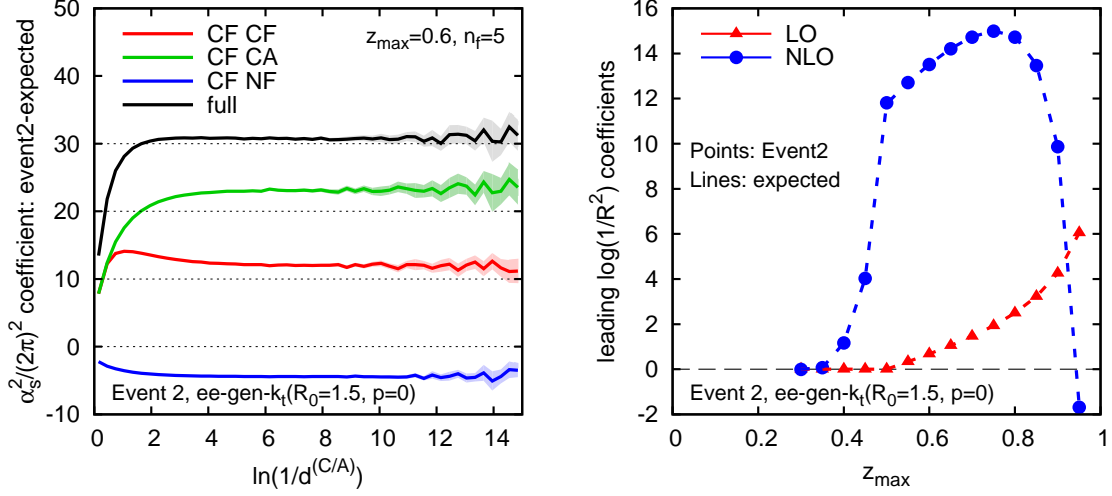 50
40
30
20
10
0
-10
0
2
4
6
8
10
12
14
α_s^2/(2π)^2 coefficient: event2-expected
ln(1/d^(C/A))
CF CF
CF CA
CF NF
full
z_max=0.6, n_f=5
Event 2, ee-gen-k_t(R_0=1.5, p=0)
16
14
12
10
8
6
4
2
0
-2
0
0.2
0.4
0.6
0.8
1
leading log(1/R^2) coefficients
z_max
LO
NLO
Points: Event2
Lines: expected
Event 2, ee-gen-k_t(R_0=1.5, p=0)